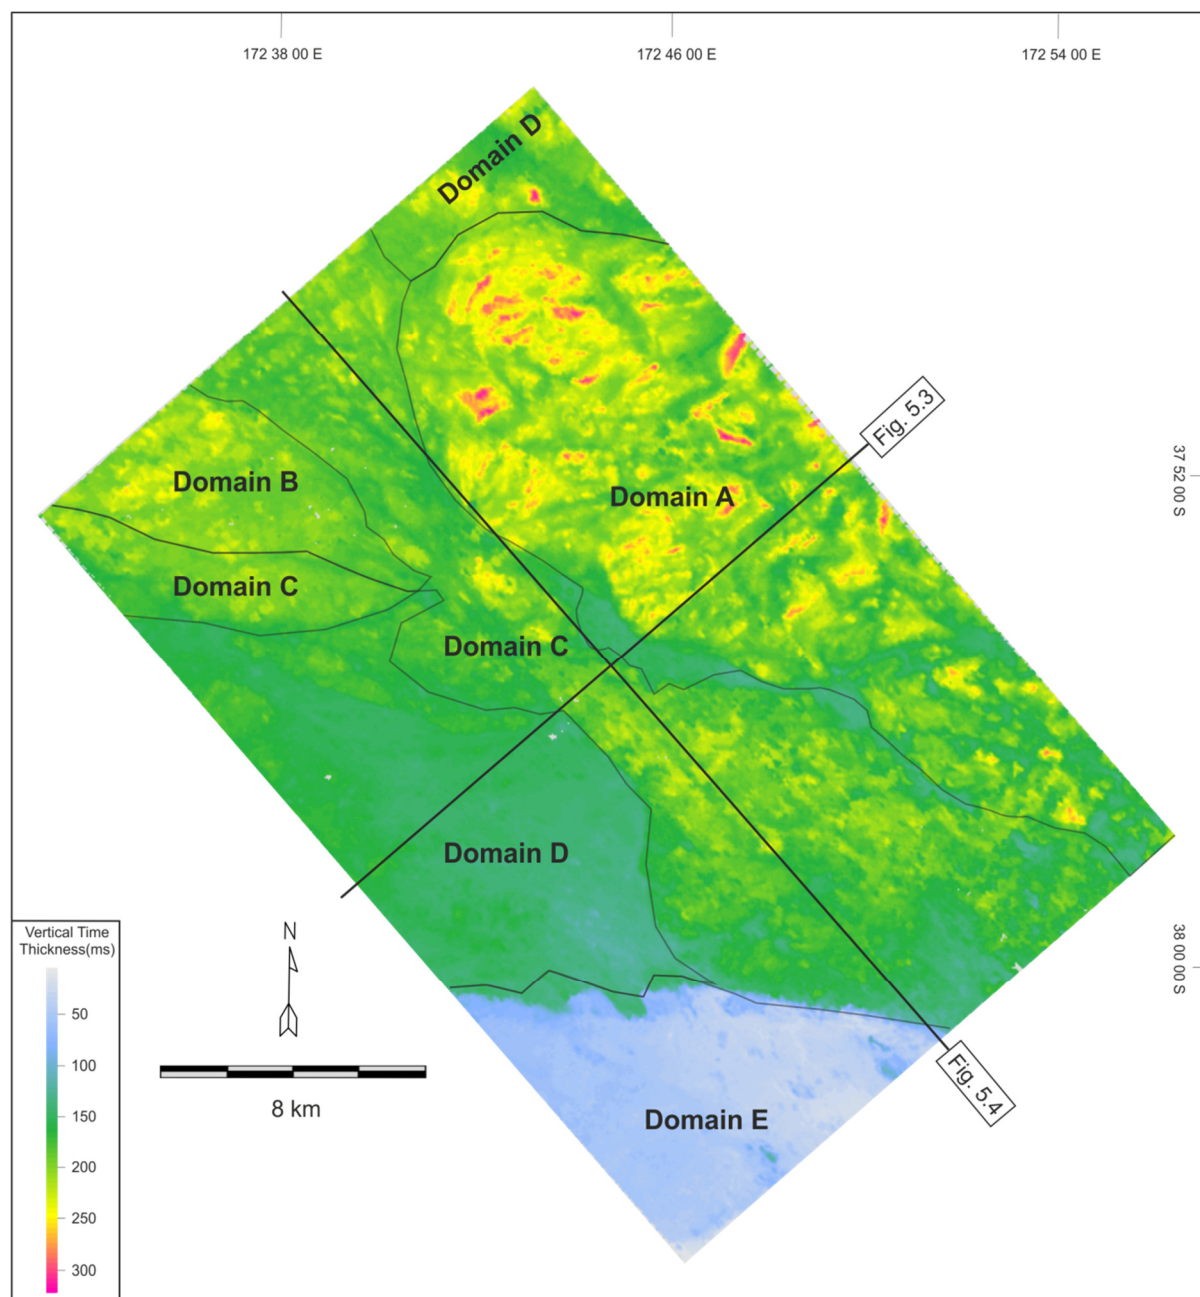 172 38 00 E
172 46 00 E
172 54 00 E
Domain D
Fig. 5.3
37 52 00 S
Domain B
Domain A
Domain C
Domain C
Domain D
Vertical Time
Thickness(ms)
50
100
150
200
250
300
N
8 km
38 00 00 S
Fig. 5.4
Domain E